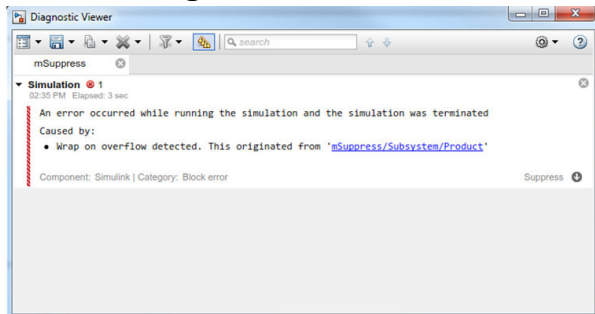 Diagnostic Viewer
search
mSuppress
Simulation 1
02:35 PM Elapsed: 3 sec
An error occurred while running the simulation and the simulation was terminated
Caused by:
• Wrap on overflow detected. This originated from 'mSuppress/Subsystem/Product'
Component: Simulink | Category: Block error Suppress